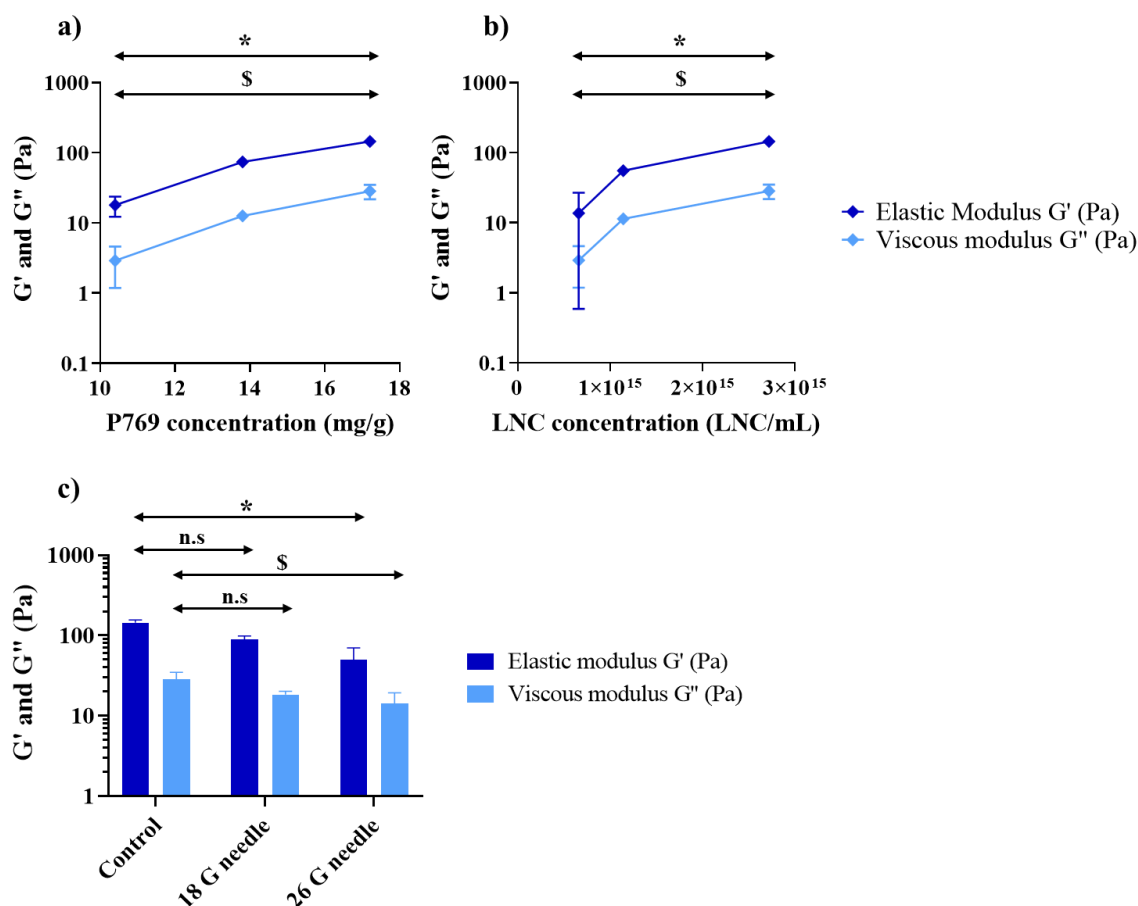 a)
*
$
1000
100
10
1
0.1
G' and G" (Pa)
10 12 14 16 18
P769 concentration (mg/g)
b)
*
$
1000
100
10
1
0.1
G' and G" (Pa)
0 1×10¹⁵ 2×10¹⁵ 3×10¹⁵
LNC concentration (LNC/mL)
Elastic Modulus G' (Pa)
Viscous modulus G" (Pa)
c)
*
n.s
$
n.s
1000
100
10
1
G' and G" (Pa)
Control 18 G needle 26 G needle
Elastic modulus G' (Pa)
Viscous modulus G" (Pa)